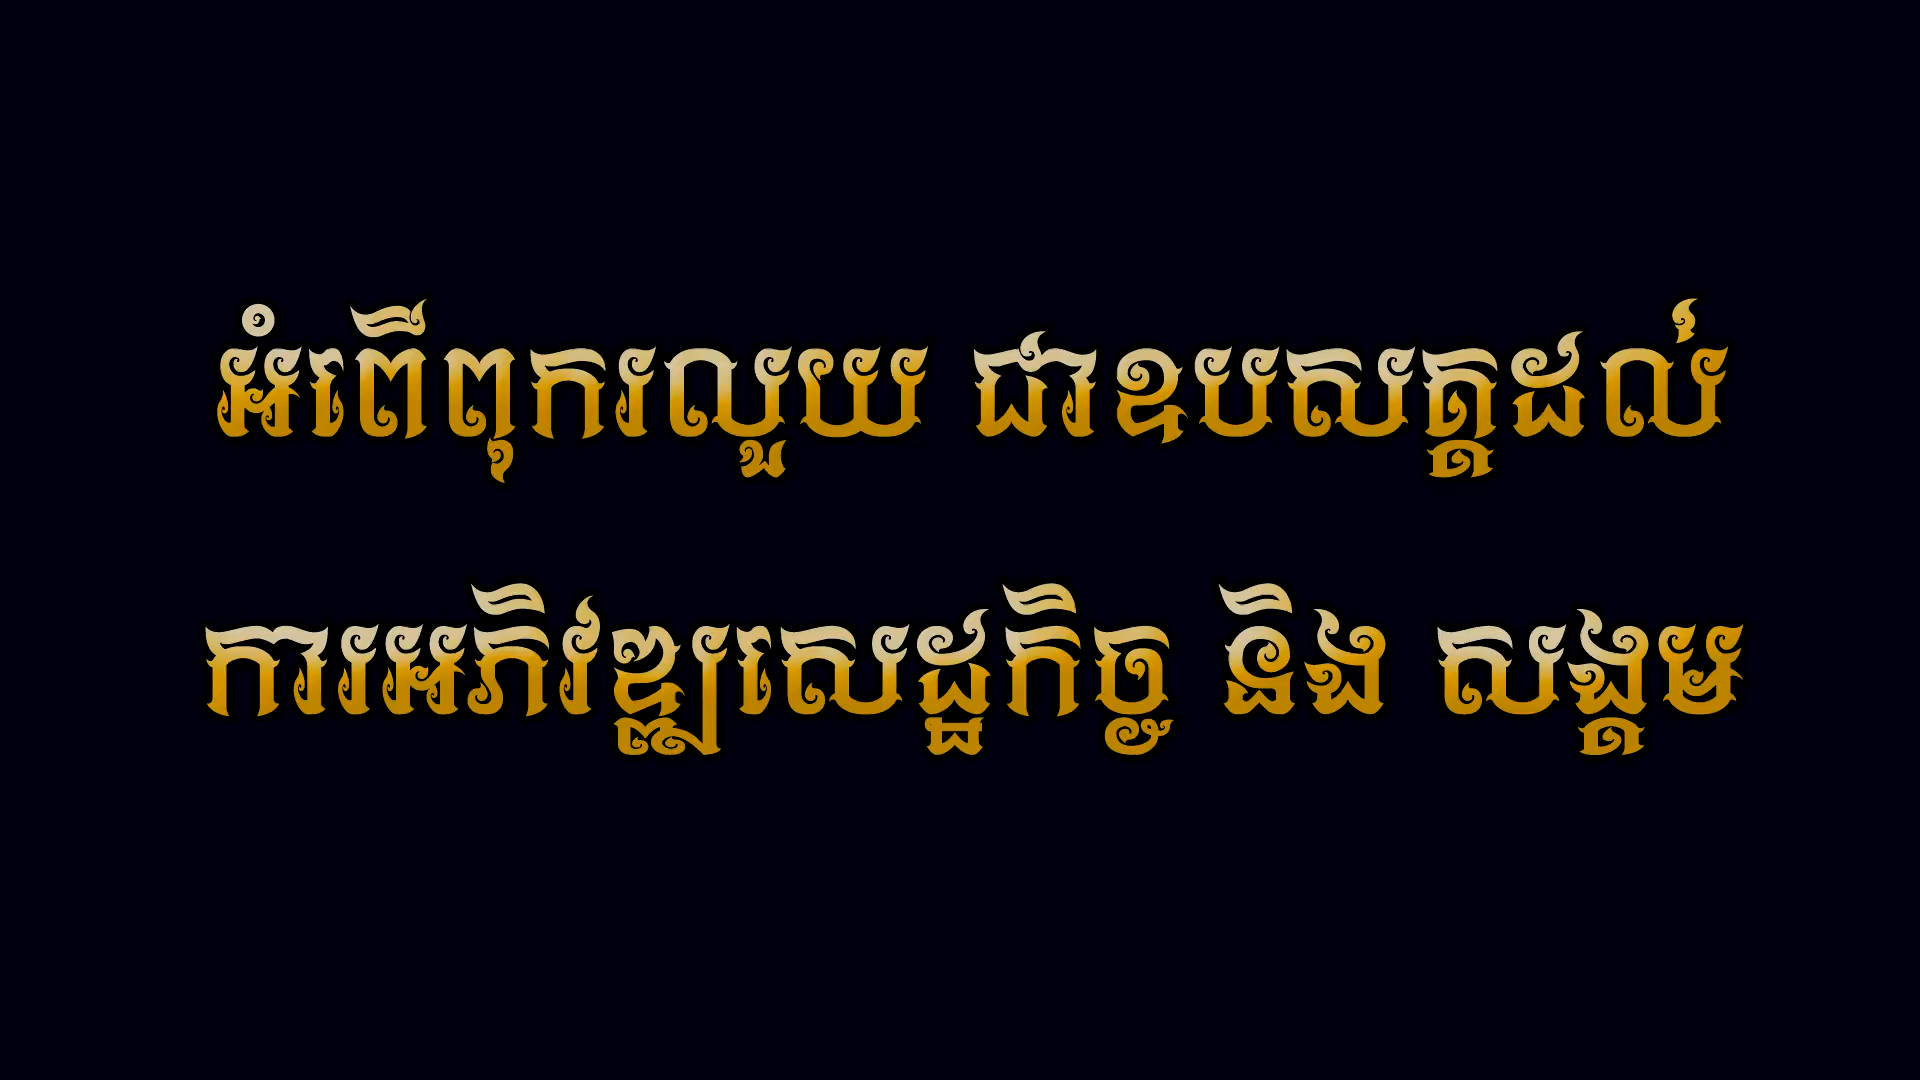 អំពើពុករលួយ ជាឧបសគ្គដល់
ការអភិវឌ្ឍសេដ្ឋកិច្ច និង សង្គម